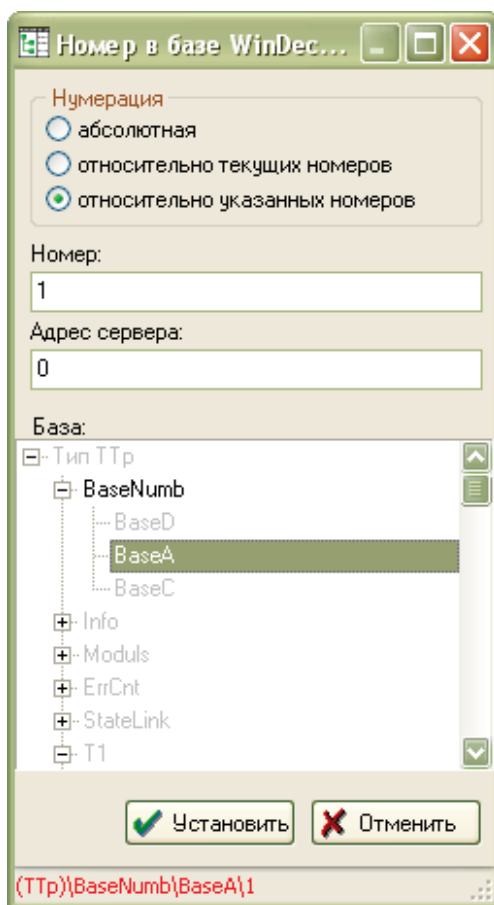 Номер в базе WinDec...
Нумерация
абсолютная
относительно текущих номеров
относительно указанных номеров
Номер:
1
Адрес сервера:
0
База:
Тип TTp
BaseNumb
BaseD
BaseA
BaseC
Info
Moduls
ErrCnt
StateLink
T1
Установить Отменить
(TTp)\BaseNumb\BaseA\1